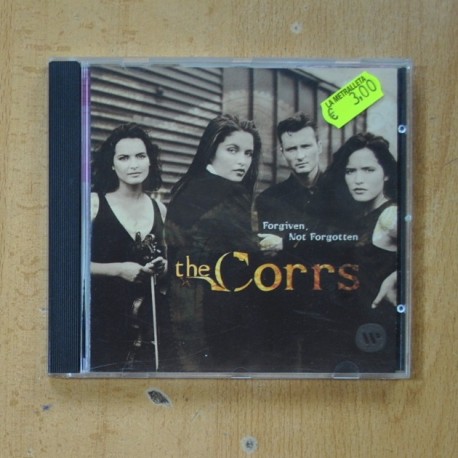 LA METRALLETA
€ 3,00
Forgiven,
Not Forgotten
the Corrs